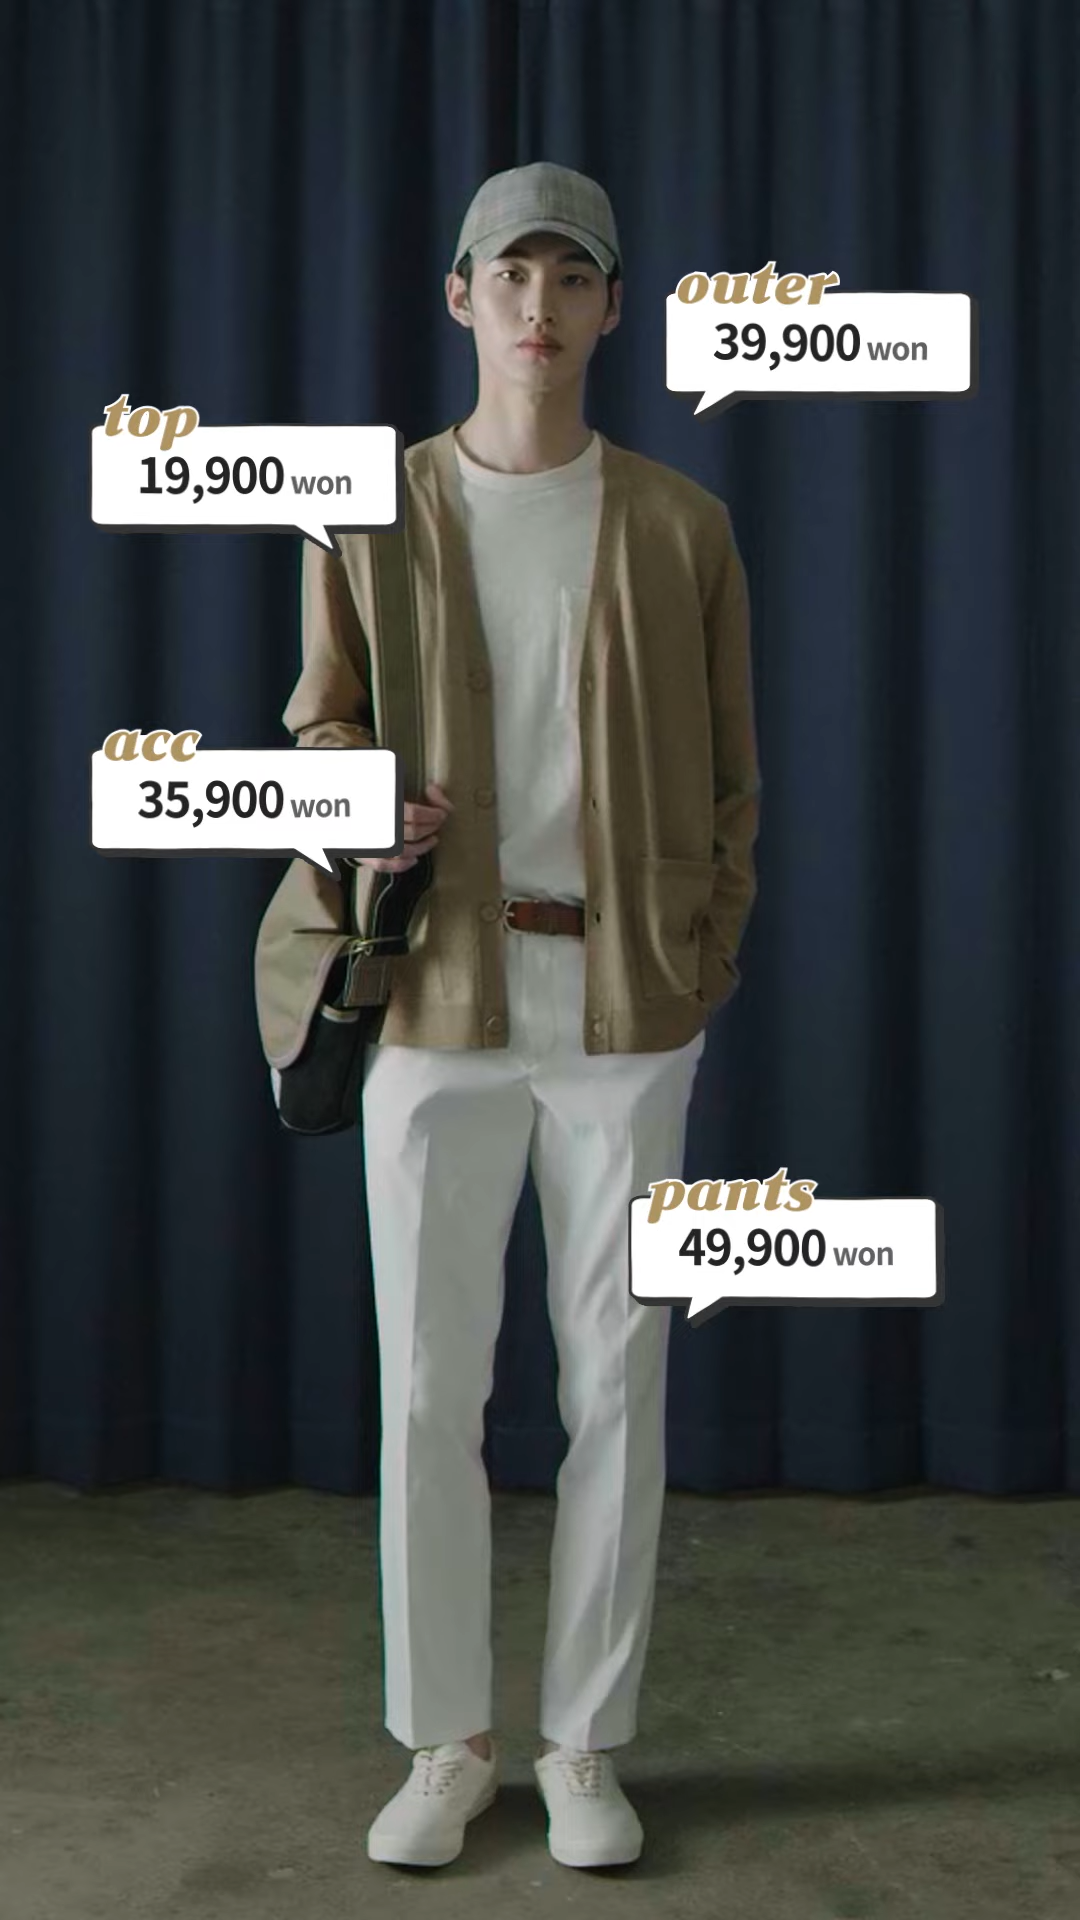 outer
39,900 won
top
19,900 won
acc
35,900 won
pants
49,900 won